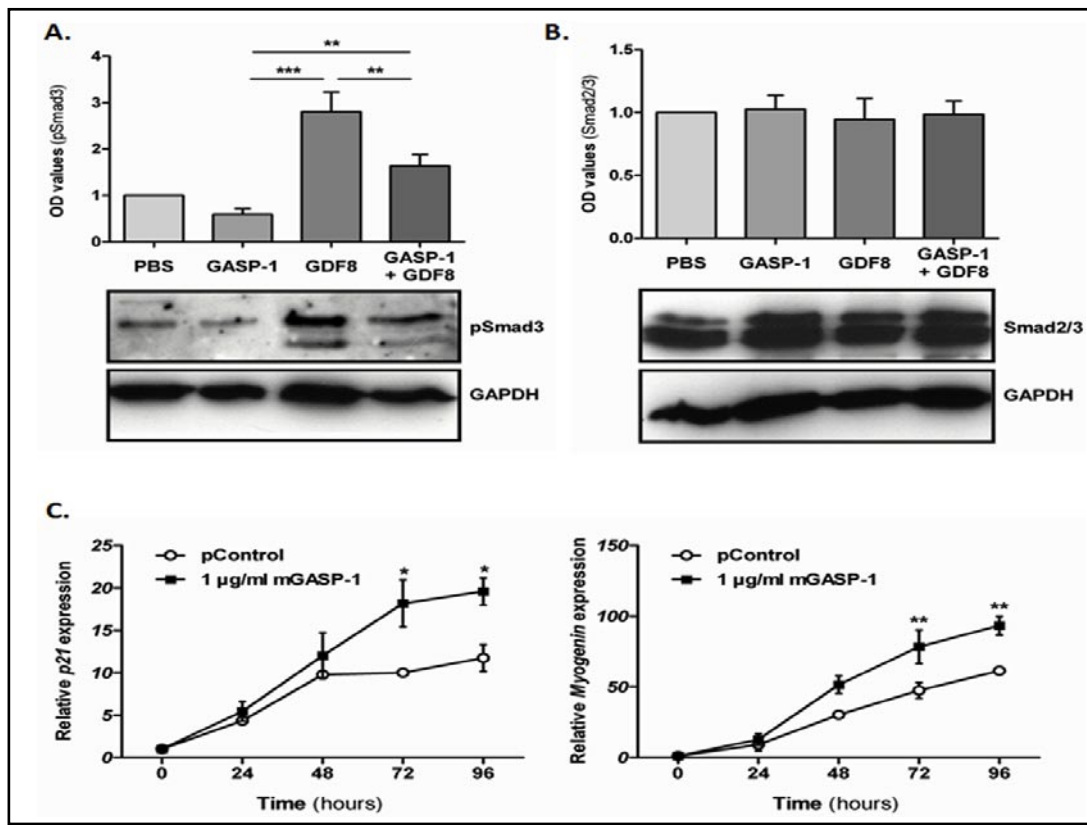 A.
OD values (pSmad3)
4
3
2
1
0
** 
*** **
PBS GASP-1 GDF8 GASP-1 + GDF8
pSmad3
GAPDH
B.
OD values (Smad2/3)
1.5
1.0
0.5
0.0
PBS GASP-1 GDF8 GASP-1 + GDF8
Smad2/3
GAPDH
C.
Relative p21 expression
25
20
15
10
5
0
pControl
1 µg/ml mGASP-1
* *
0 24 48 72 96
Time (hours)
Relative Myogenin expression
150
100
50
0
pControl
1 µg/ml mGASP-1
** **
0 24 48 72 96
Time (hours)